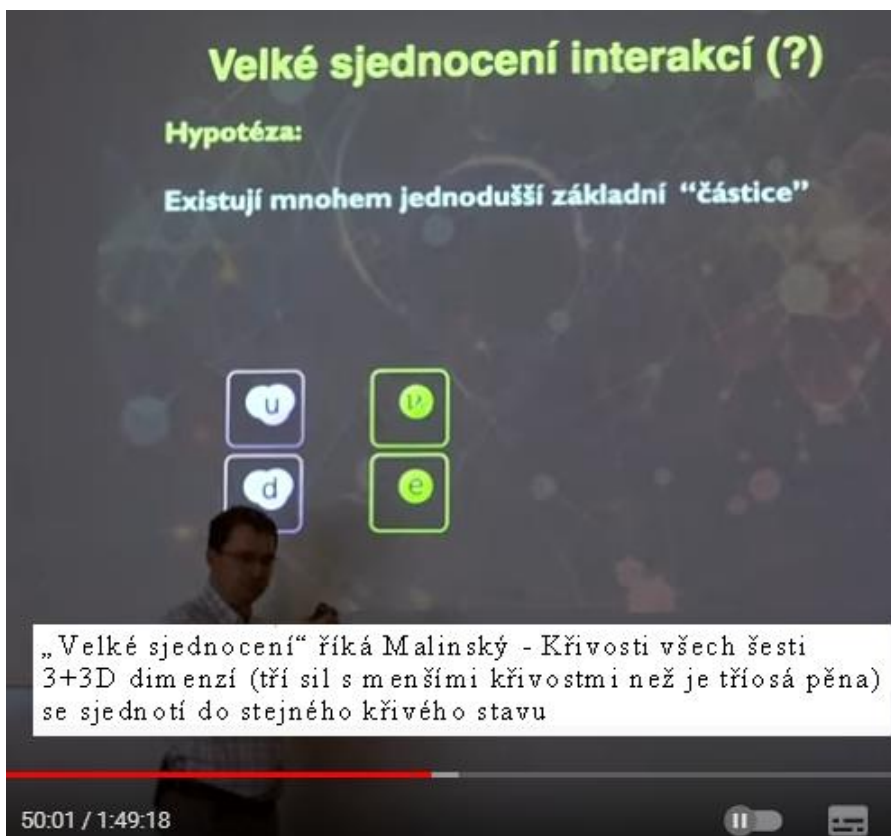 Velké sjednocení interakcí (?)
Hypotéza:
Existují mnohem jednodušší základní “částice”
u
ν
d
e
„Velké sjednocení“ říká Malinský - Křivosti všech šesti
3+3D dimenzí (tří sil s menšími křivostmi než je tříosá pěna)
se sjednotí do stejného křivého stavu
50:01 / 1:49:18